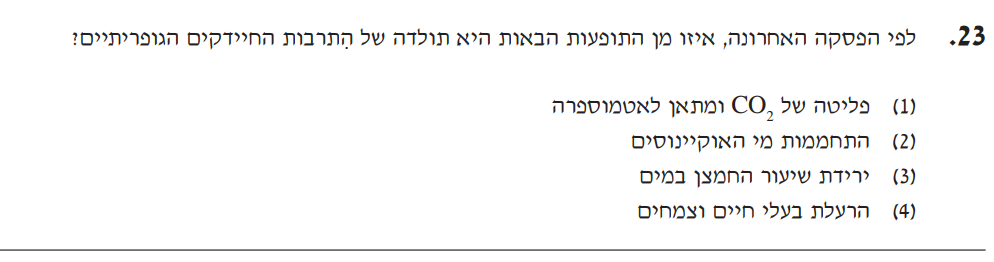 23. לפי הפסקה האחרונה, איזו מן התופעות הבאות היא תולדה של הִתרבות החיידקים הגופריתיים?
(1) פליטה של CO₂ ומתאן לאטמוספרה
(2) התחממות מי האוקיינוסים
(3) ירידת שיעור החמצן במים
(4) הרעלת בעלי חיים וצמחים